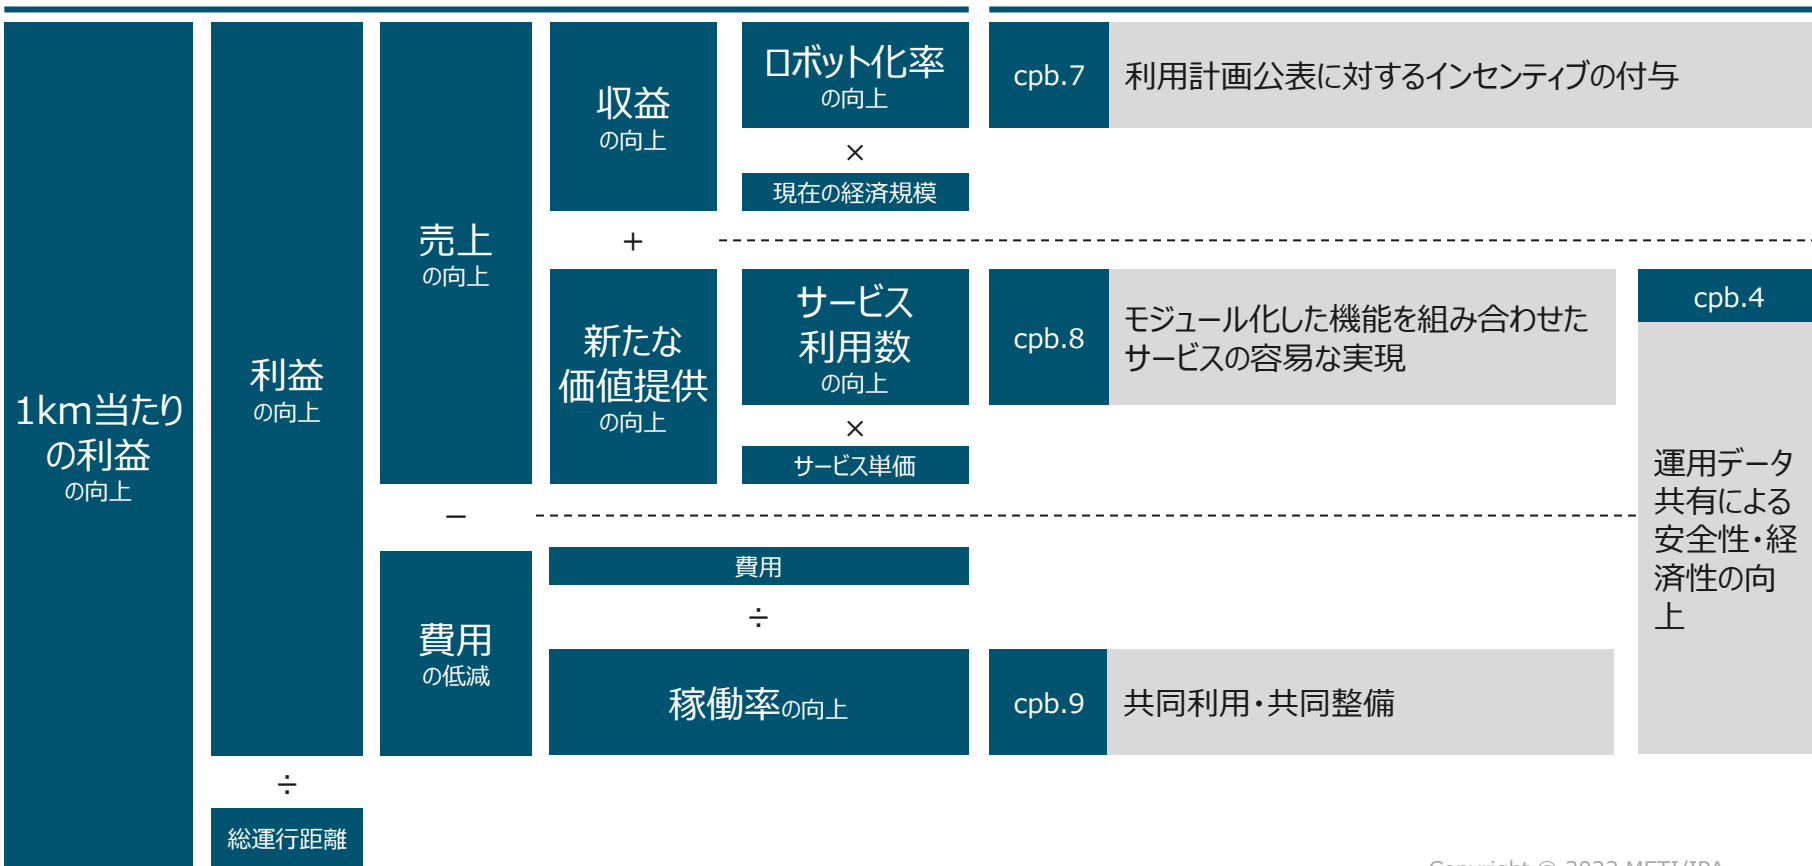 1km当たり
の利益
の向上
利益
の向上
÷
総運行距離
売上
の向上
−
費用
の低減
収益
の向上
+
新たな
価値提供
の向上
ロボット化率
の向上
×
現在の経済規模
サービス
利用数
の向上
×
サービス単価
費用
÷
稼働率の向上
cpb.7
利用計画公表に対するインセンティブの付与
cpb.8
モジュール化した機能を組み合わせた
サービスの容易な実現
cpb.9
共同利用・共同整備
cpb.4
運用データ
共有による
安全性・経
済性の向
上
Copyright © 2023 METI/IPA